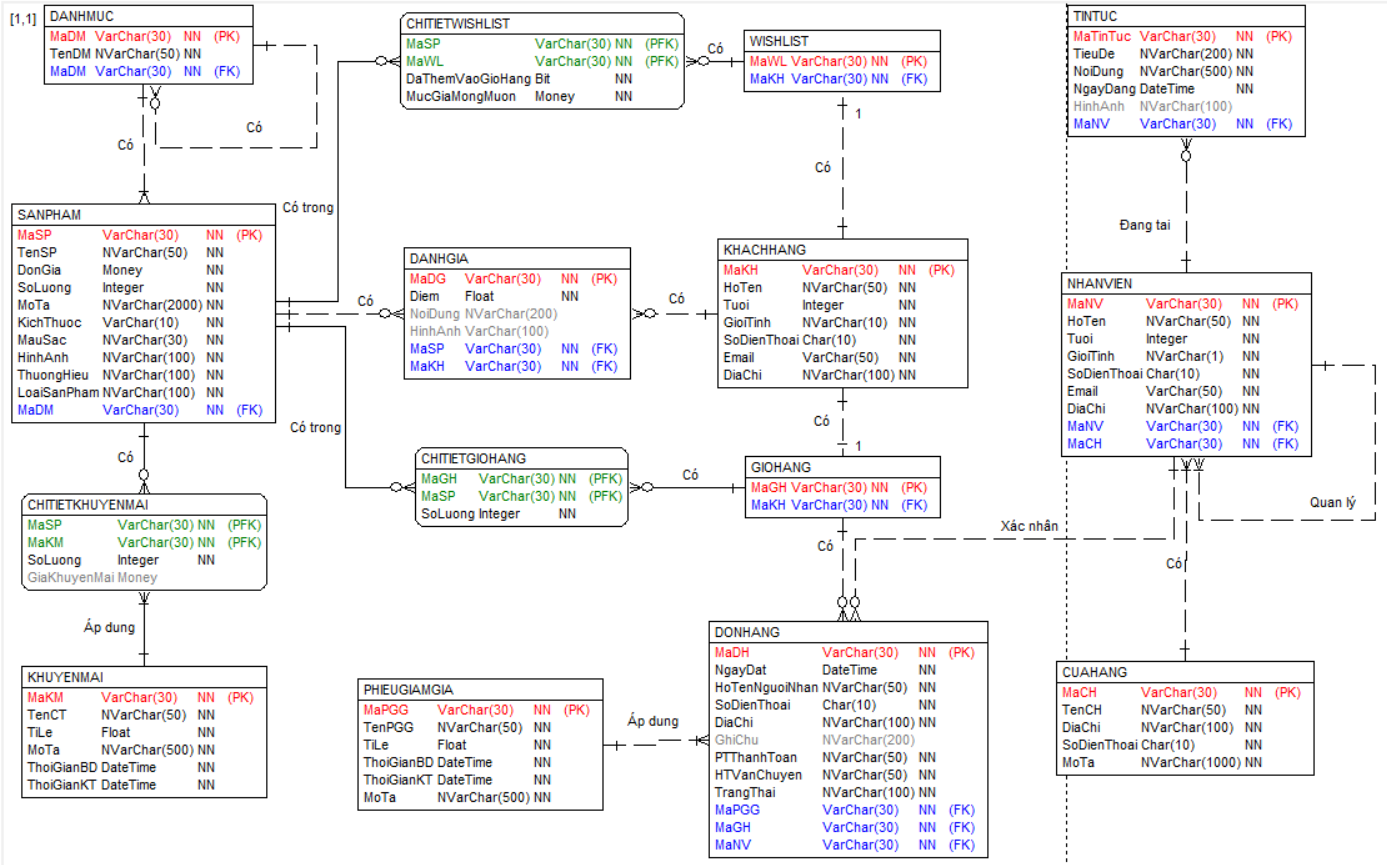 [1,1]
DANHMUC
MaDM VarChar(30) NN (PK)
TenDM NVarChar(50) NN
MaDM VarChar(30) NN (FK)
Có
Có
CHITIETWISHLIST
MaSP VarChar(30) NN (PFK)
MaWL VarChar(30) NN (PFK)
DaThemVaoGioHang Bit NN
MucGiaMongMuon Money NN
Có
WISHLIST
MaWL VarChar(30) NN (PK)
MaKH VarChar(30) NN (FK)
1
Có
TINTUC
MaTinTuc VarChar(30) NN (PK)
TieuDe NVarChar(200) NN
NoiDung NVarChar(500) NN
NgayDang DateTime NN
HinhAnh NVarChar(100)
MaNV VarChar(30) NN (FK)
Đang tai
SANPHAM
MaSP VarChar(30) NN (PK)
TenSP NVarChar(50) NN
DonGia Money NN
SoLuong Integer NN
MoTa NVarChar(2000) NN
KichThuoc VarChar(10) NN
MauSac NVarChar(30) NN
HinhAnh NVarChar(100) NN
ThuongHieu NVarChar(100) NN
LoaiSanPham NVarChar(100) NN
MaDM VarChar(30) NN (FK)
Có trong
Có
Có trong
Có
DANHGIA
MaDG VarChar(30) NN (PK)
Diem Float NN
NoiDung NVarChar(200)
HinhAnh VarChar(100)
MaSP VarChar(30) NN (FK)
MaKH VarChar(30) NN (FK)
Có
KHACHHANG
MaKH VarChar(30) NN (PK)
HoTen NVarChar(50) NN
Tuoi Integer NN
GioiTinh NVarChar(10) NN
SoDienThoai Char(10) NN
Email VarChar(50) NN
DiaChi NVarChar(100) NN
Có
1
NHANVIEN
MaNV VarChar(30) NN (PK)
HoTen NVarChar(50) NN
Tuoi Integer NN
GioiTinh NVarChar(1) NN
SoDienThoai Char(10) NN
Email VarChar(50) NN
DiaChi NVarChar(100) NN
MaNV VarChar(30) NN (FK)
MaCH VarChar(30) NN (FK)
Quan lý
Xác nhân
Có
CHITIETGIOHANG
MaGH VarChar(30) NN (PFK)
MaSP VarChar(30) NN (PFK)
SoLuong Integer NN
Có
GIOHANG
MaGH VarChar(30) NN (PK)
MaKH VarChar(30) NN (FK)
Có
CHITIETKHUYENMAI
MaSP VarChar(30) NN (PFK)
MaKM VarChar(30) NN (PFK)
SoLuong Integer NN
GiaKhuyenMai Money
Áp dung
KHUYENMAI
MaKM VarChar(30) NN (PK)
TenCT NVarChar(50) NN
TiLe Float NN
MoTa NVarChar(500) NN
ThoiGianBD DateTime NN
ThoiGianKT DateTime NN
PHIEUGIAMGIA
MaPGG VarChar(30) NN (PK)
TenPGG NVarChar(50) NN
TiLe Float NN
ThoiGianBD DateTime NN
ThoiGianKT DateTime NN
MoTa NVarChar(500) NN
Áp dung
DONHANG
MaDH VarChar(30) NN (PK)
NgayDat DateTime NN
HoTenNguoiNhan NVarChar(50) NN
SoDienThoai Char(10) NN
DiaChi NVarChar(100) NN
GhiChu NVarChar(200)
PTThanhToan NVarChar(50) NN
HTVanChuyen NVarChar(50) NN
TrangThai NVarChar(100) NN
MaPGG VarChar(30) NN (FK)
MaGH VarChar(30) NN (FK)
MaNV VarChar(30) NN (FK)
CUAHANG
MaCH VarChar(30) NN (PK)
TenCH NVarChar(50) NN
DiaChi NVarChar(100) NN
SoDienThoai Char(10) NN
MoTa NVarChar(1000) NN